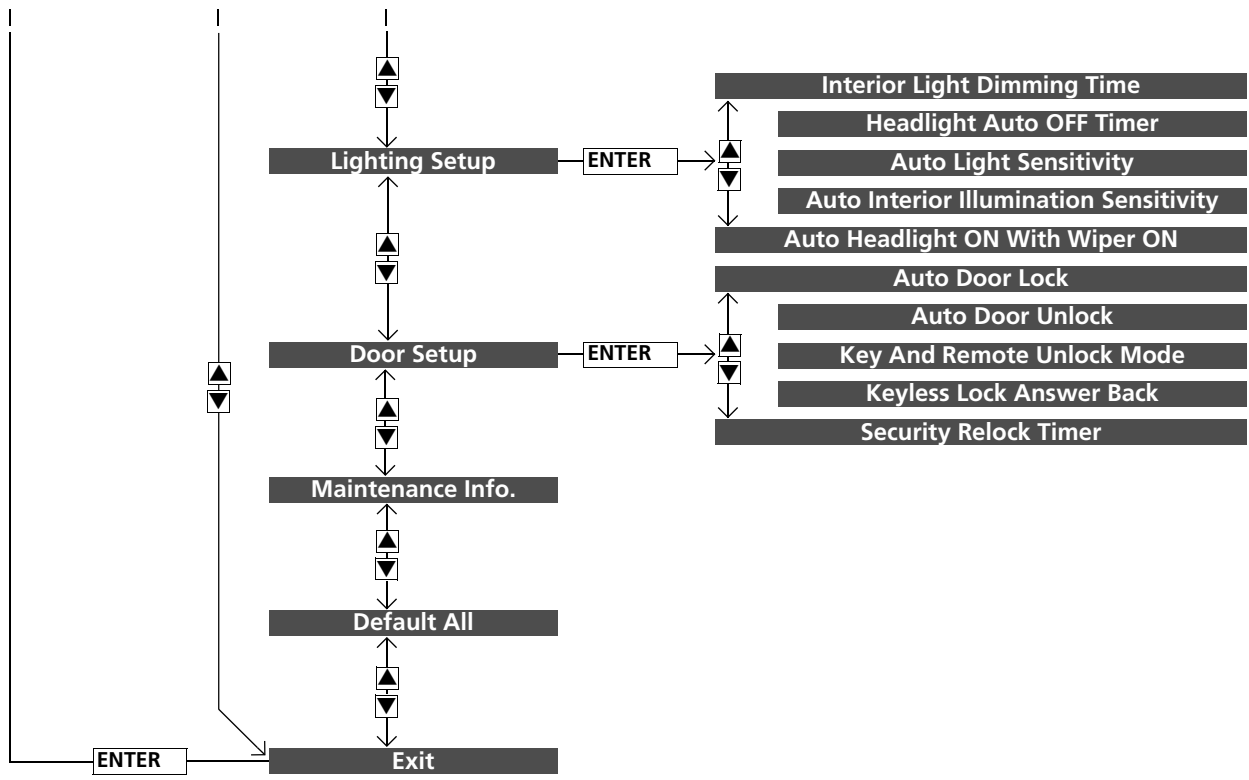 Interior Light Dimming Time
Headlight Auto OFF Timer
Lighting Setup
ENTER
Auto Light Sensitivity
Auto Interior Illumination Sensitivity
Auto Headlight ON With Wiper ON
Auto Door Lock
Auto Door Unlock
Door Setup
ENTER
Key And Remote Unlock Mode
Keyless Lock Answer Back
Security Relock Timer
Maintenance Info.
Default All
ENTER
Exit